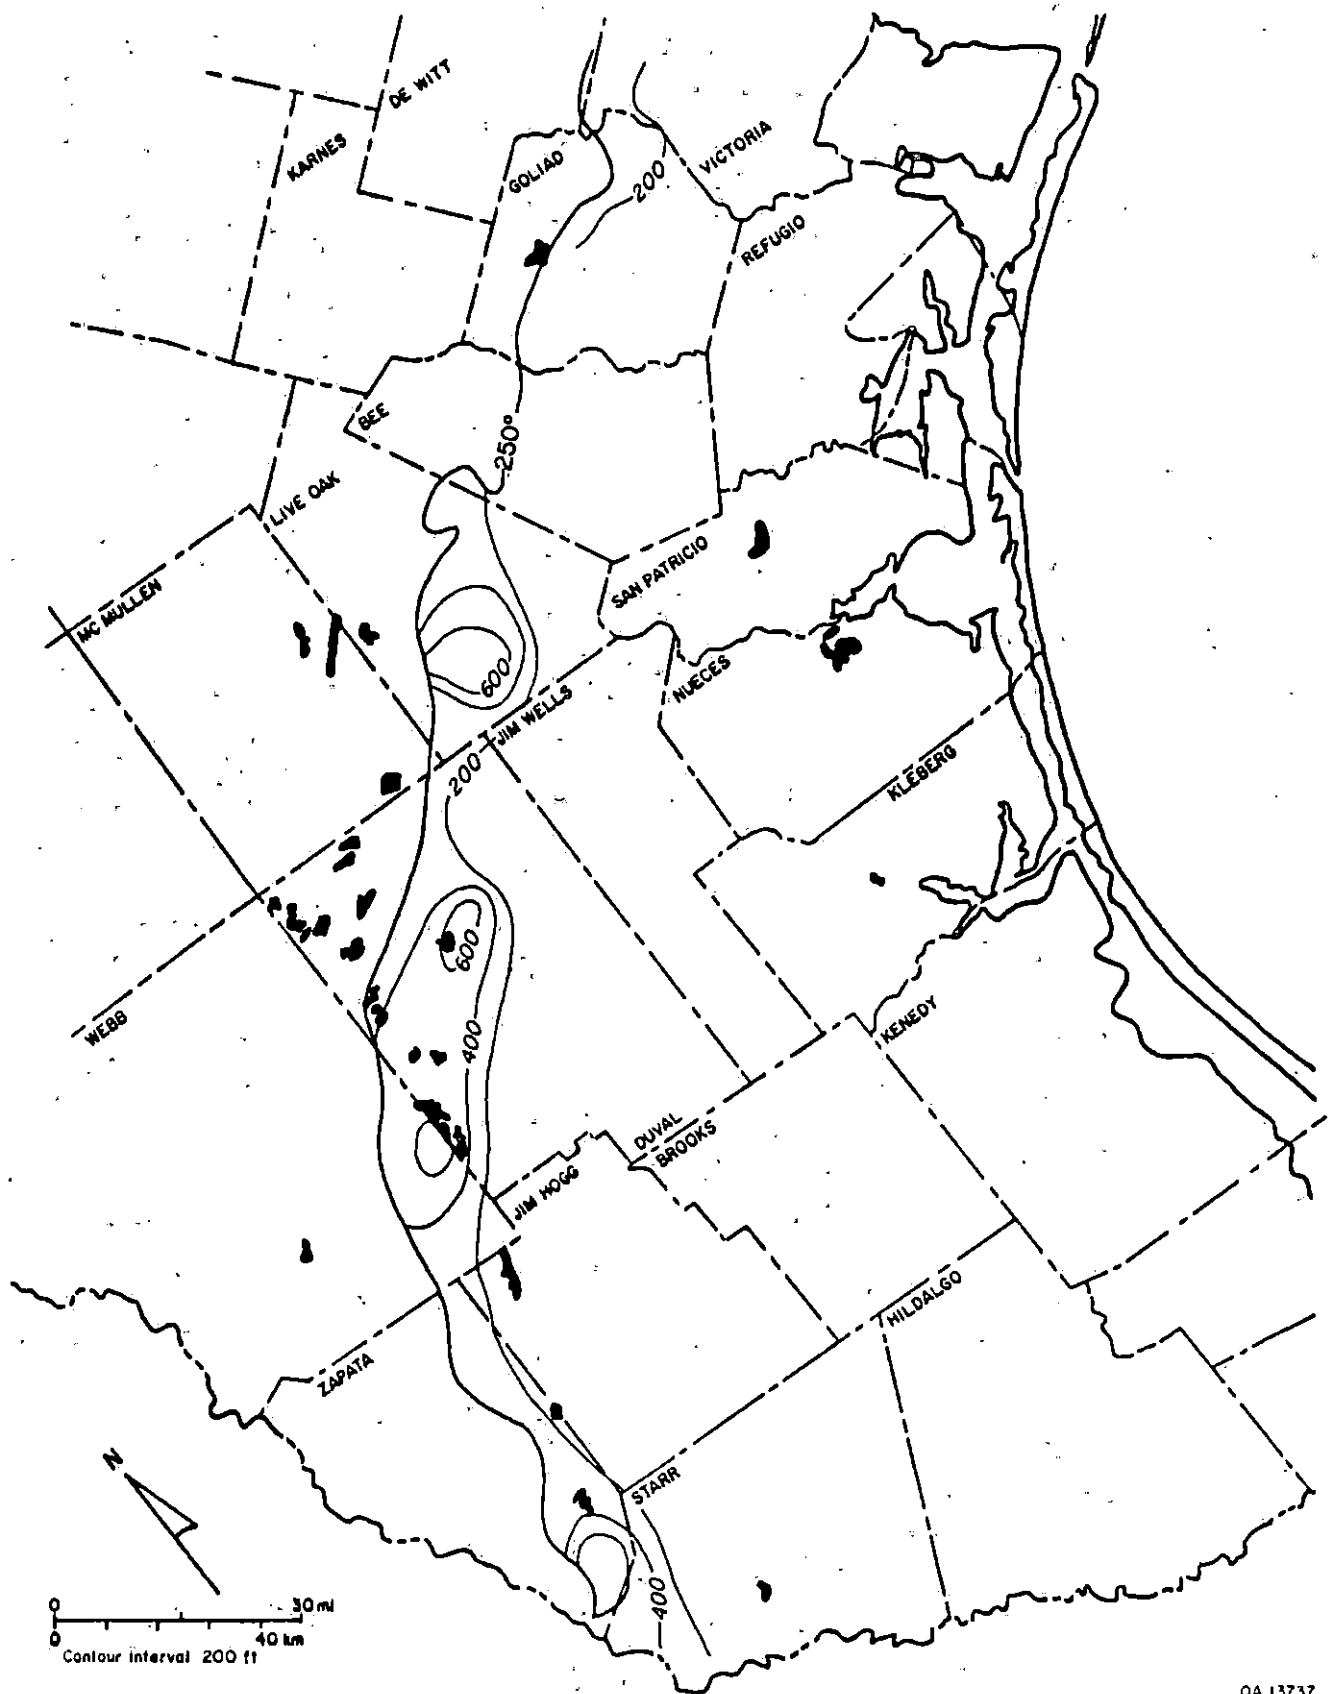 DE WITT
KARNES
GOLIAD
VICTORIA
200
REFUGIO
BEE
250°
LIVE OAK
SAN PATRICIO
MC MULLEN
600
NUECES
JIM WELLS
200
KLEBERG
600
WEBB
400
KENEDY
DUVAL
BROOKS
JIM HOGG
HILDALGO
ZAPATA
STARR
400
N
0 30 mi
0 40 km
Contour interval 200 ft
QA 13737